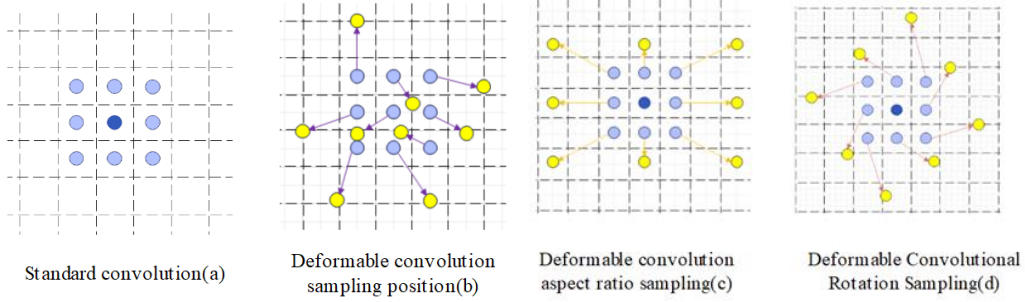 Standard convolution(a)
Deformable convolution
sampling position(b)
Deformable convolution
aspect ratio sampling(c)
Deformable Convolutional
Rotation Sampling(d)